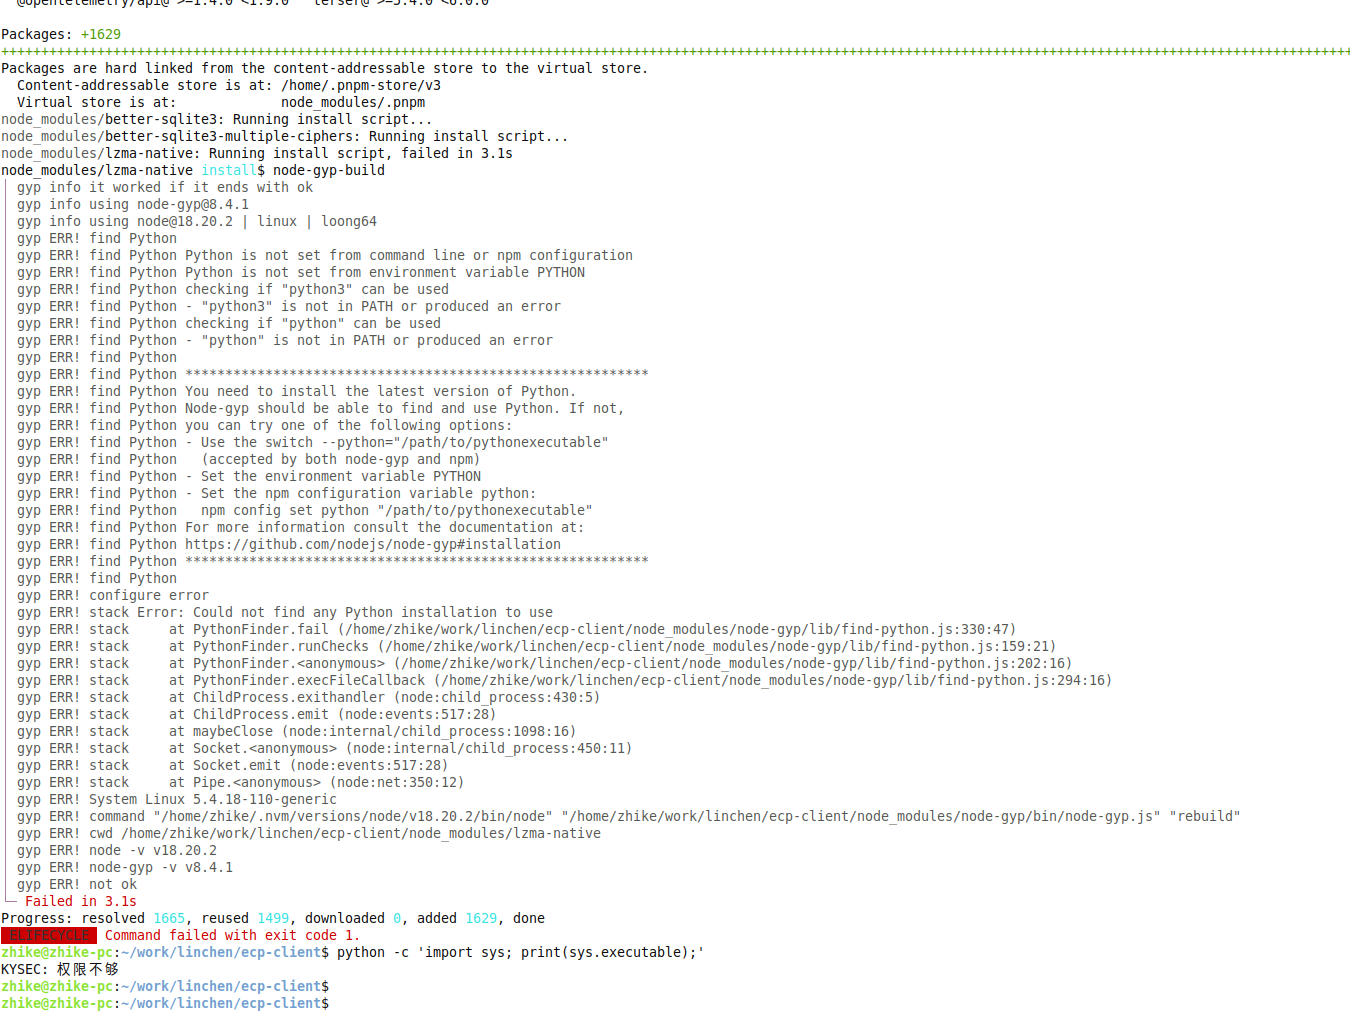 @opentelemetry/api@">=1.4.0 <1.9.0" terser@">=5.4.0 <6.0.0"
Packages: +1629
++++++++++++++++++++++++++++++++++++++++++++++++++++++++++++++++++++++++++++++++++++++++++++++++++++++++++++++++++++++++++++++++++++++++++++++++++++++++++++++++++++++++
Packages are hard linked from the content-addressable store to the virtual store.
  Content-addressable store is at: /home/.pnpm-store/v3
  Virtual store is at:             node_modules/.pnpm
node_modules/better-sqlite3: Running install script...
node_modules/better-sqlite3-multiple-ciphers: Running install script...
node_modules/lzma-native: Running install script, failed in 3.1s
node_modules/lzma-native install$ node-gyp-build
gyp info it worked if it ends with ok
gyp info using node-gyp@8.4.1
gyp info using node@18.20.2 | linux | loong64
gyp ERR! find Python
gyp ERR! find Python Python is not set from command line or npm configuration
gyp ERR! find Python Python is not set from environment variable PYTHON
gyp ERR! find Python checking if "python3" can be used
gyp ERR! find Python - "python3" is not in PATH or produced an error
gyp ERR! find Python checking if "python" can be used
gyp ERR! find Python - "python" is not in PATH or produced an error
gyp ERR! find Python
gyp ERR! find Python **********************************************************
gyp ERR! find Python You need to install the latest version of Python.
gyp ERR! find Python Node-gyp should be able to find and use Python. If not,
gyp ERR! find Python you can try one of the following options:
gyp ERR! find Python - Use the switch --python="/path/to/pythonexecutable"
gyp ERR! find Python   (accepted by both node-gyp and npm)
gyp ERR! find Python - Set the environment variable PYTHON
gyp ERR! find Python - Set the npm configuration variable python:
gyp ERR! find Python   npm config set python "/path/to/pythonexecutable"
gyp ERR! find Python For more information consult the documentation at:
gyp ERR! find Python https://github.com/nodejs/node-gyp#installation
gyp ERR! find Python **********************************************************
gyp ERR! find Python
gyp ERR! configure error
gyp ERR! stack Error: Could not find any Python installation to use
gyp ERR! stack     at PythonFinder.fail (/home/zhike/work/linchen/ecp-client/node_modules/node-gyp/lib/find-python.js:330:47)
gyp ERR! stack     at PythonFinder.runChecks (/home/zhike/work/linchen/ecp-client/node_modules/node-gyp/lib/find-python.js:159:21)
gyp ERR! stack     at PythonFinder.<anonymous> (/home/zhike/work/linchen/ecp-client/node_modules/node-gyp/lib/find-python.js:202:16)
gyp ERR! stack     at PythonFinder.execFileCallback (/home/zhike/work/linchen/ecp-client/node_modules/node-gyp/lib/find-python.js:294:16)
gyp ERR! stack     at ChildProcess.exithandler (node:child_process:430:5)
gyp ERR! stack     at ChildProcess.emit (node:events:517:28)
gyp ERR! stack     at maybeClose (node:internal/child_process:1098:16)
gyp ERR! stack     at Socket.<anonymous> (node:internal/child_process:450:11)
gyp ERR! stack     at Socket.emit (node:events:517:28)
gyp ERR! stack     at Pipe.<anonymous> (node:net:350:12)
gyp ERR! System Linux 5.4.18-110-generic
gyp ERR! command "/home/zhike/.nvm/versions/node/v18.20.2/bin/node" "/home/zhike/work/linchen/ecp-client/node_modules/node-gyp/bin/node-gyp.js" "rebuild"
gyp ERR! cwd /home/zhike/work/linchen/ecp-client/node_modules/lzma-native
gyp ERR! node -v v18.20.2
gyp ERR! node-gyp -v v8.4.1
gyp ERR! not ok
Failed in 3.1s
Progress: resolved 1665, reused 1499, downloaded 0, added 1629, done
ELIFECYCLE Command failed with exit code 1.
zhike@zhike-pc:~/work/linchen/ecp-client$ python -c 'import sys; print(sys.executable);'
KYSEC: 权限不够
zhike@zhike-pc:~/work/linchen/ecp-client$
zhike@zhike-pc:~/work/linchen/ecp-client$